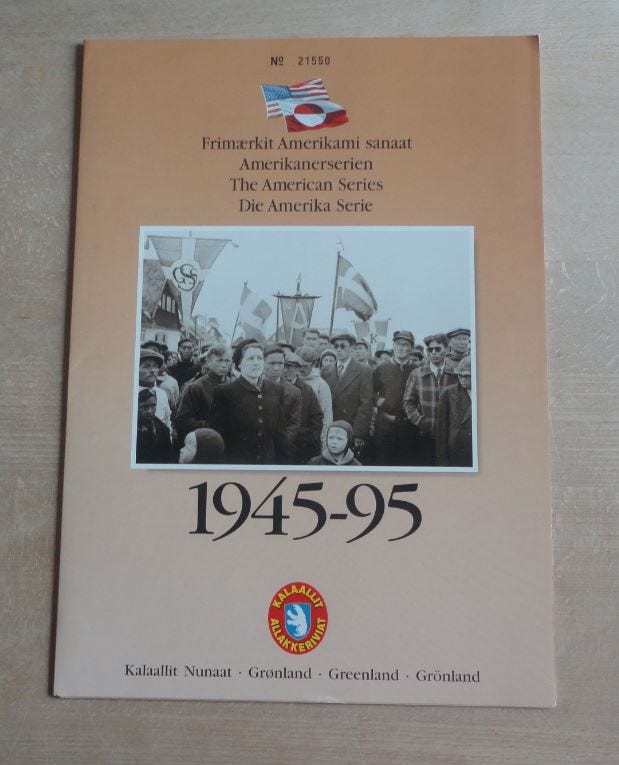 Nº 21550
Frimærkit Amerikami sanaat
Amerikanerserien
The American Series
Die Amerika Serie
GSS
K
1945-95
KALAALLIT
ALLAKKERIVIAT
Kalaallit Nunaat · Grønland · Greenland · Grönland